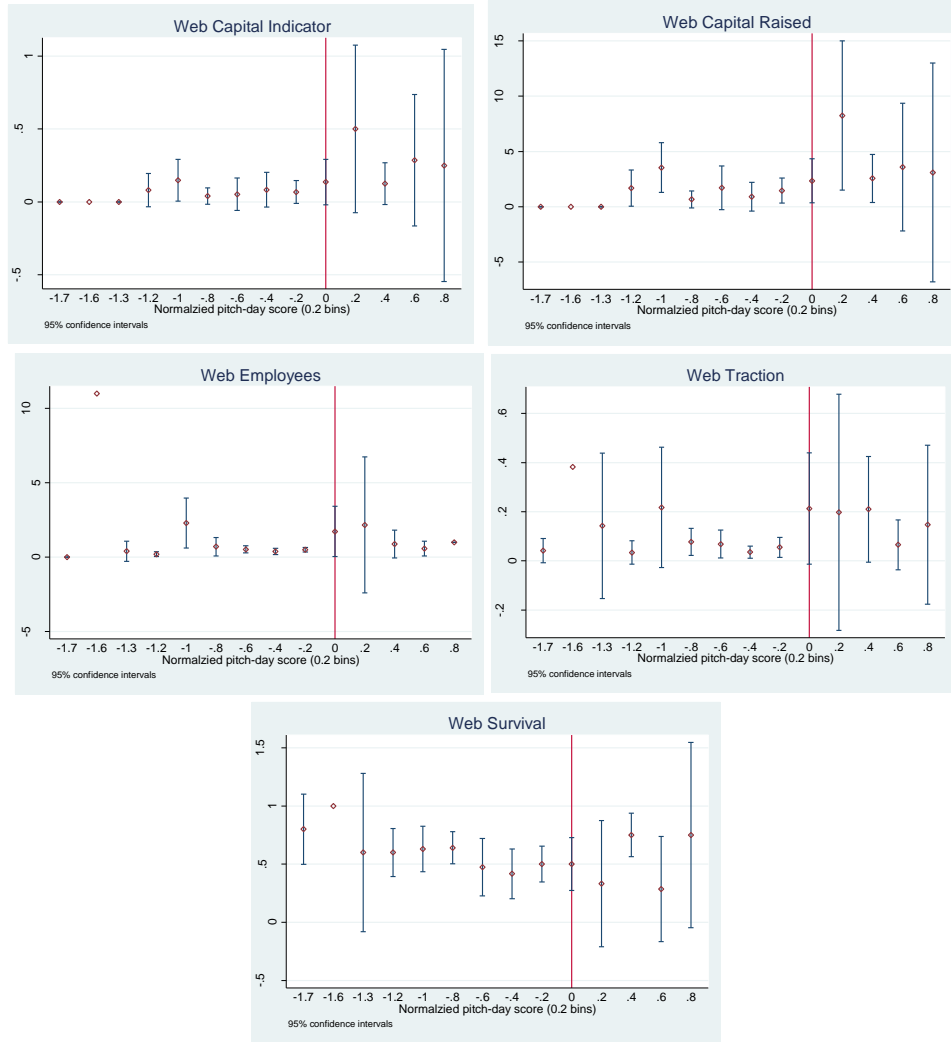 Web Capital Indicator
1
.5
0
-.5
-1.7 -1.6 -1.3 -1.2 -1 -.8 -.6 -.4 -.2 0 .2 .4 .6 .8
Normalzied pitch-day score (0.2 bins)
95% confidence intervals
Web Capital Raised
15
10
5
0
-5
-1.7 -1.6 -1.3 -1.2 -1 -.8 -.6 -.4 -.2 0 .2 .4 .6 .8
Normalzied pitch-day score (0.2 bins)
95% confidence intervals
Web Employees
10
5
0
-5
-1.7 -1.6 -1.3 -1.2 -1 -.8 -.6 -.4 -.2 0 .2 .4 .6 .8
Normalzied pitch-day score (0.2 bins)
95% confidence intervals
Web Traction
.6
.4
.2
0
-.2
-1.7 -1.6 -1.3 -1.2 -1 -.8 -.6 -.4 -.2 0 .2 .4 .6 .8
Normalzied pitch-day score (0.2 bins)
95% confidence intervals
Web Survival
1.5
1
.5
0
-.5
-1.7 -1.6 -1.3 -1.2 -1 -.8 -.6 -.4 -.2 0 .2 .4 .6 .8
Normalzied pitch-day score (0.2 bins)
95% confidence intervals